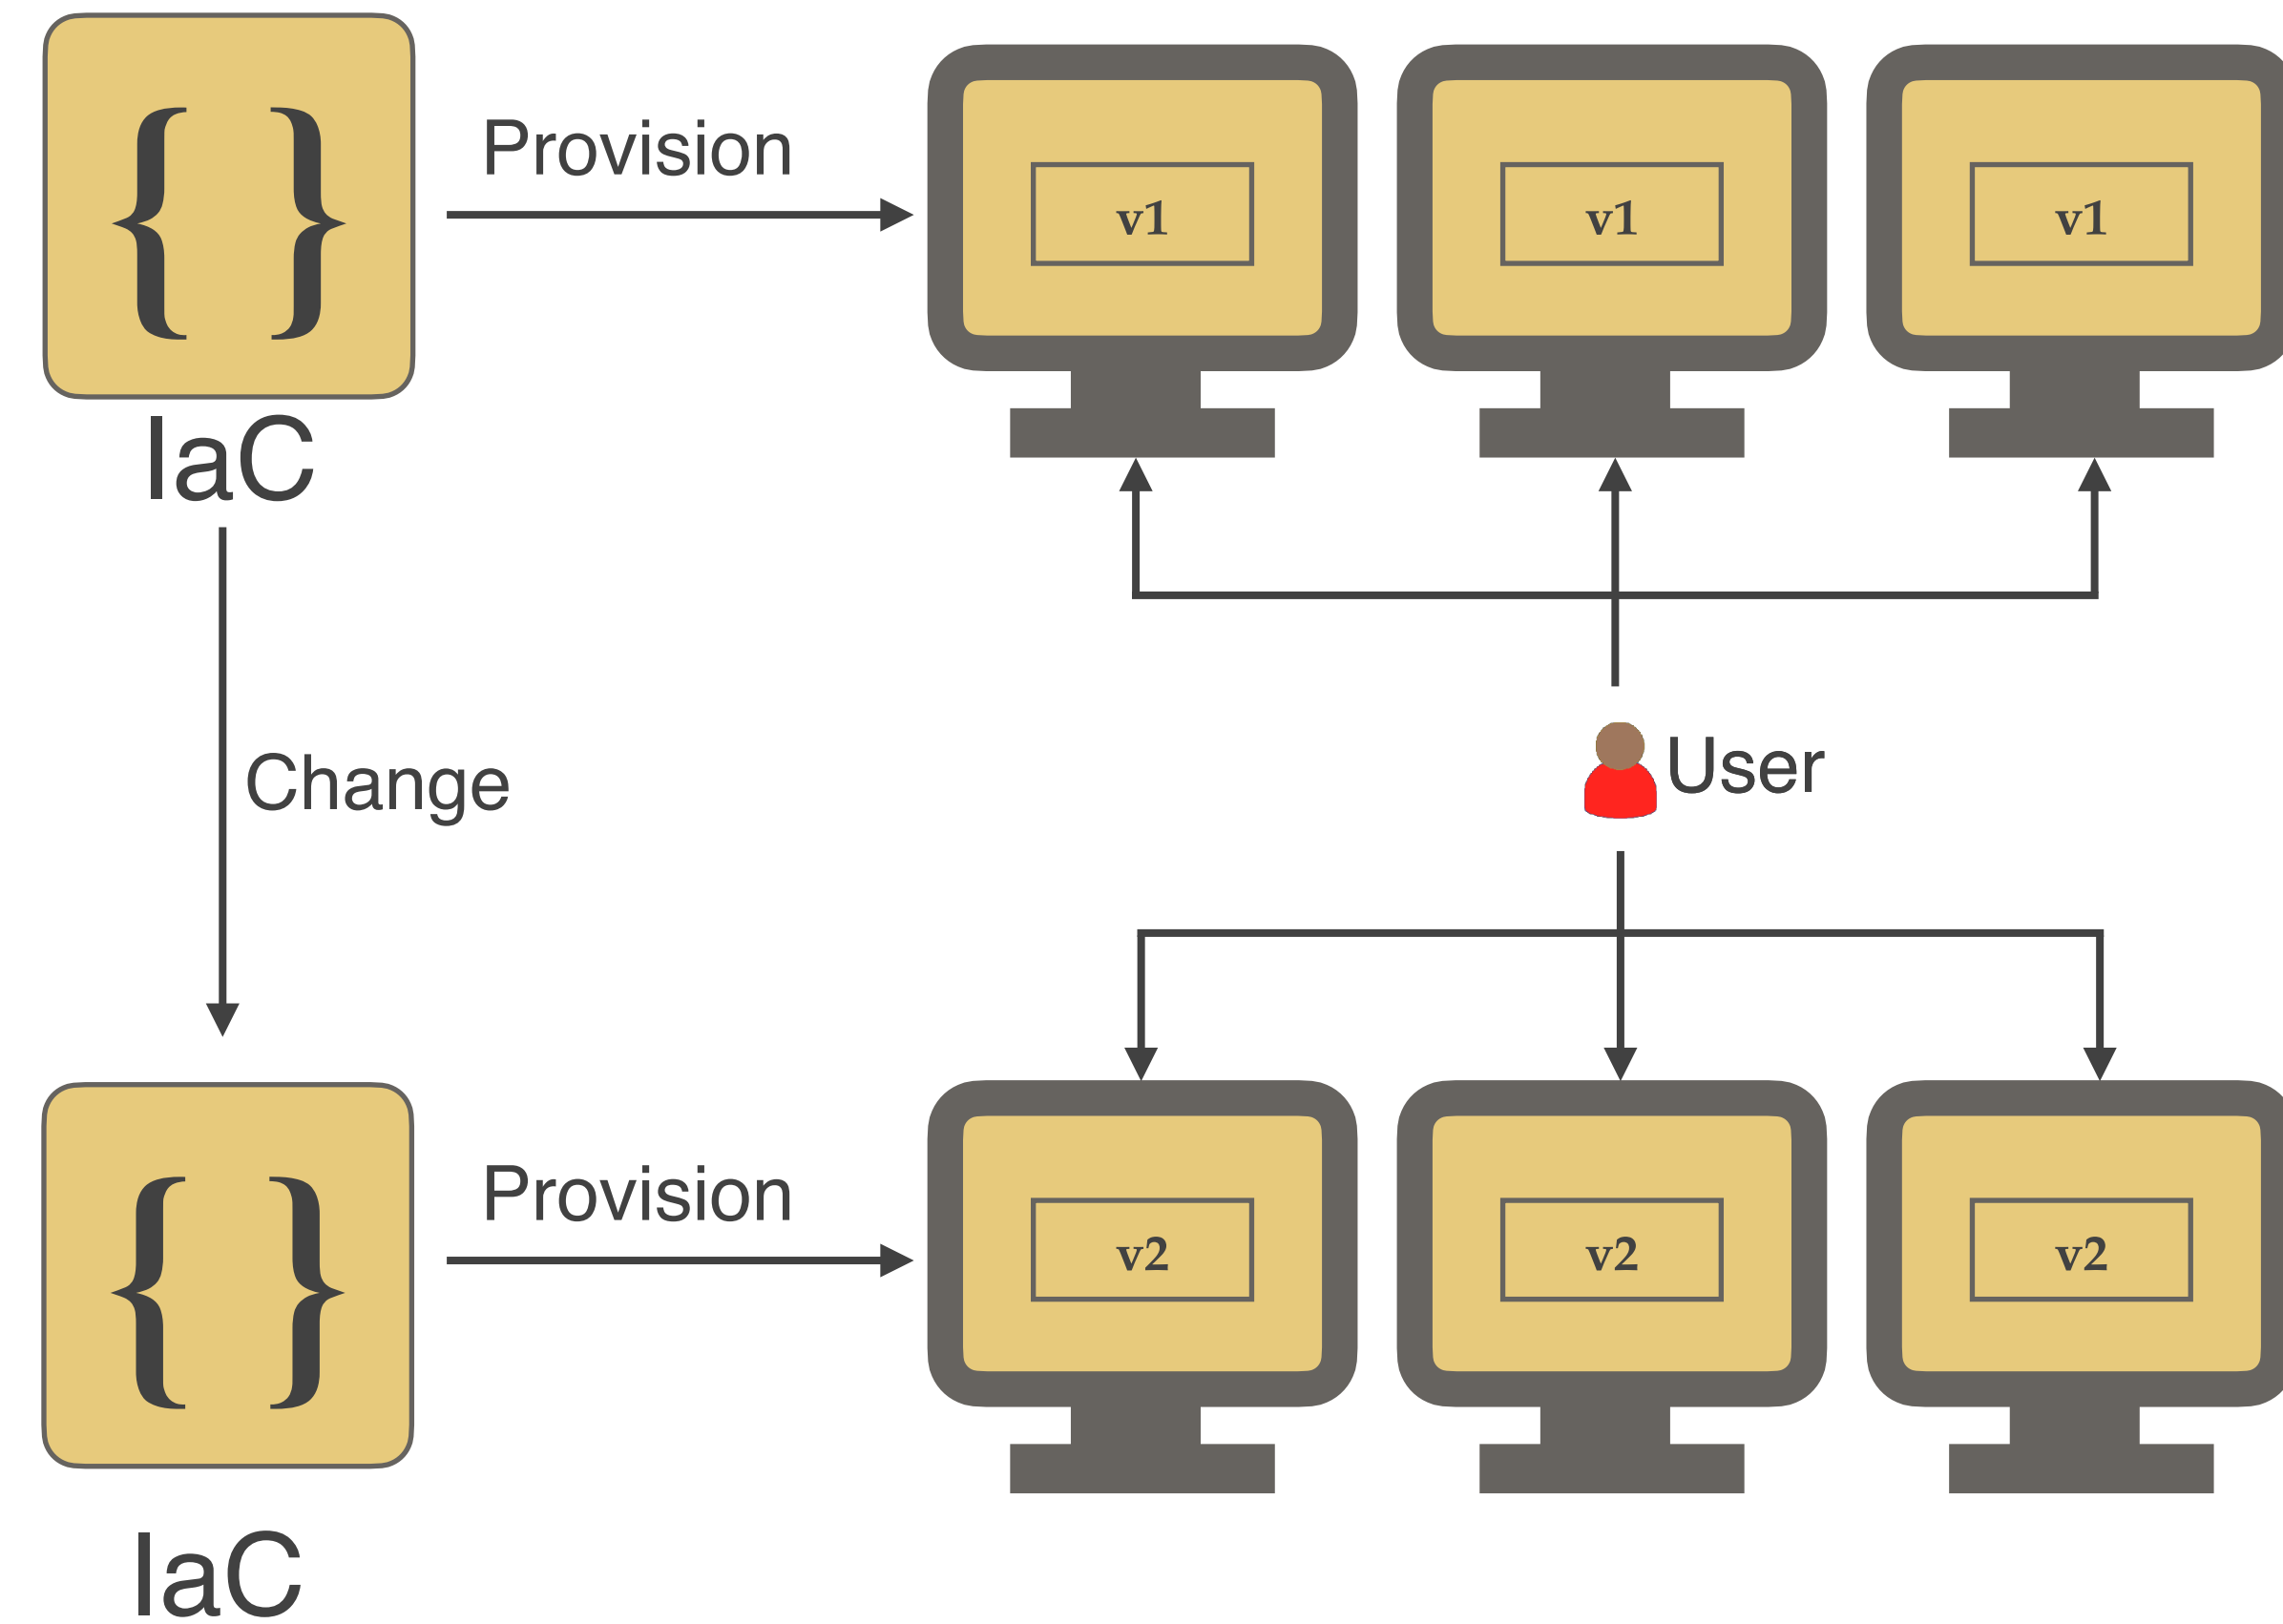 { }
Provision
v1
v1
v1
IaC
Change
User
{ }
Provision
v2
v2
v2
IaC